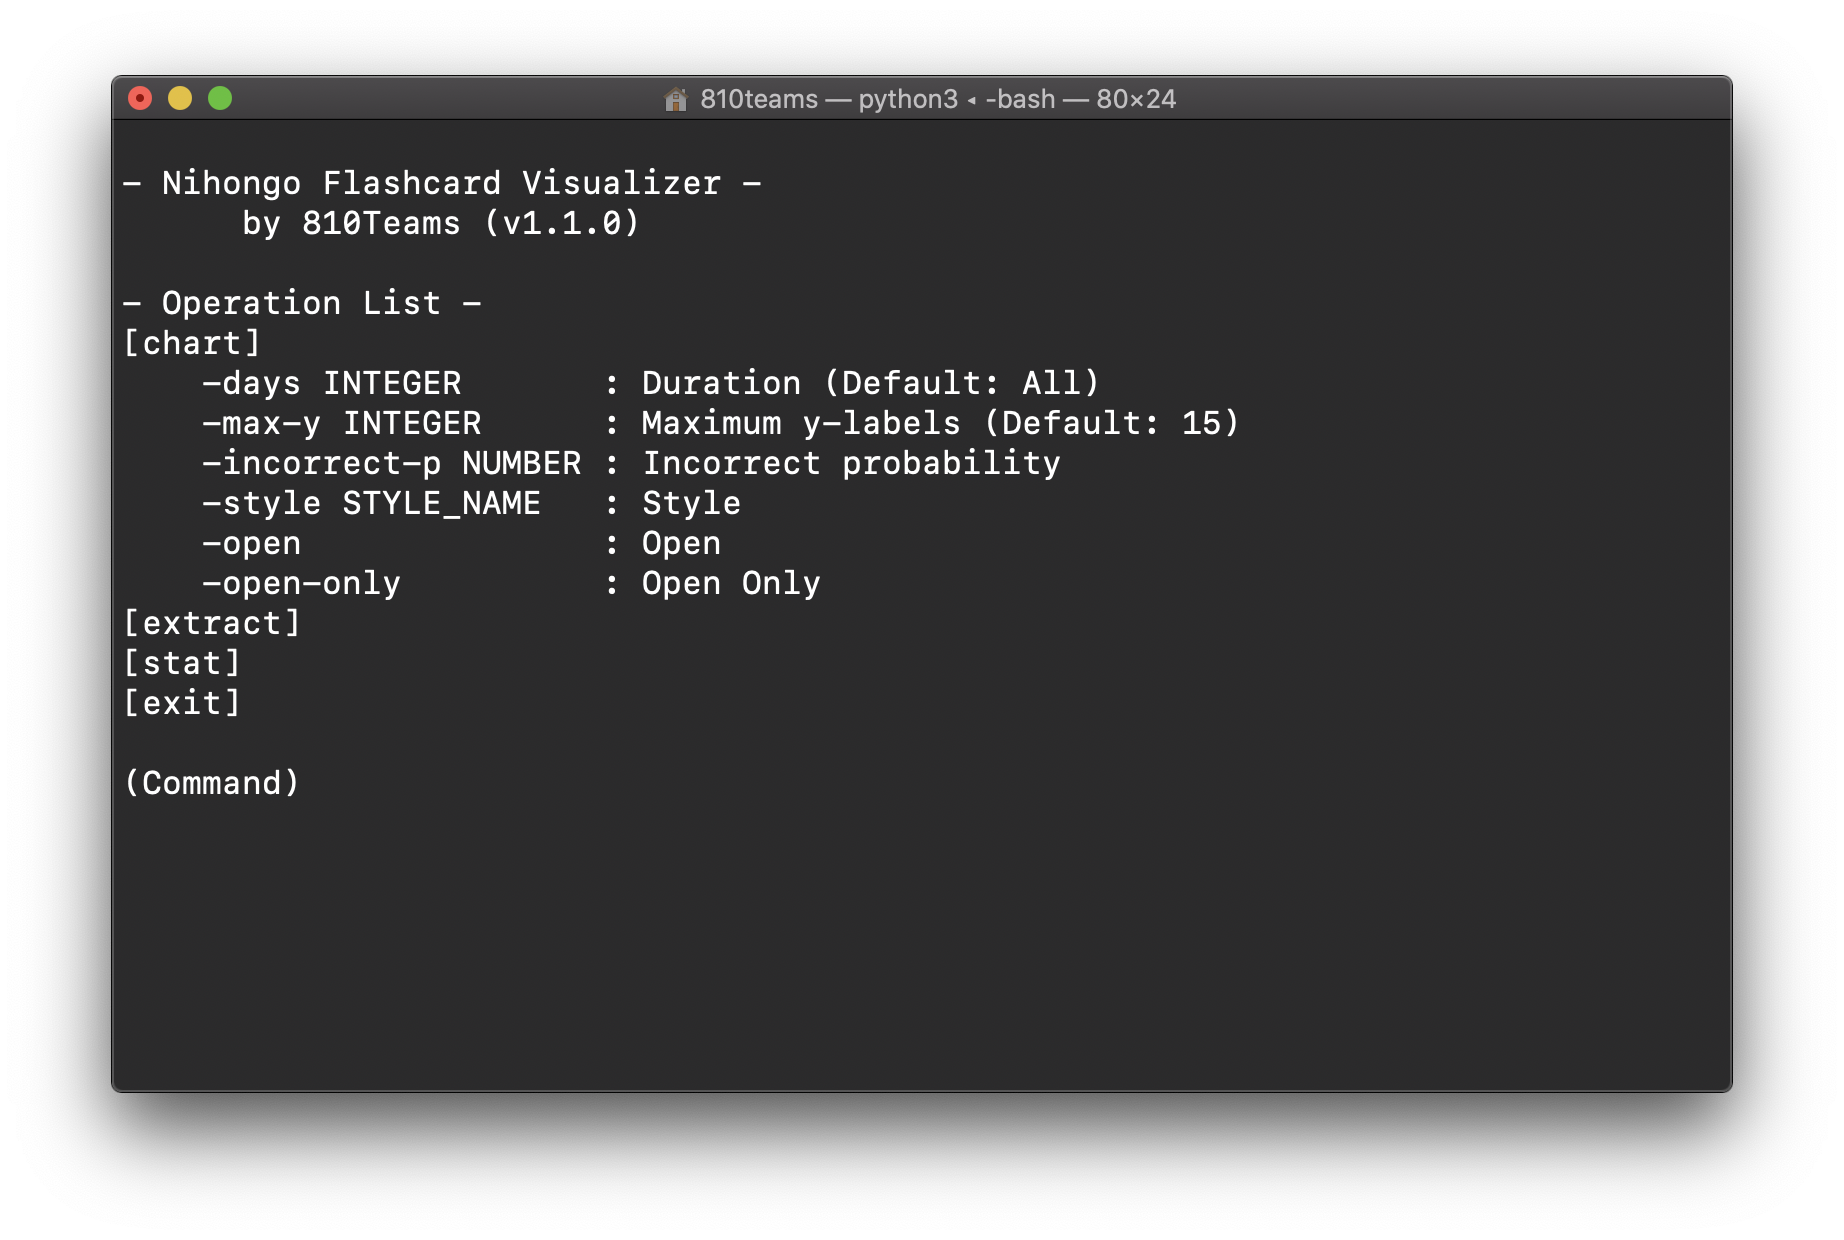 810teams — python3 ◂ -bash — 80×24
- Nihongo Flashcard Visualizer -
by 810Teams (v1.1.0)
- Operation List -
[chart]
-days INTEGER : Duration (Default: All)
-max-y INTEGER : Maximum y-labels (Default: 15)
-incorrect-p NUMBER : Incorrect probability
-style STYLE_NAME : Style
-open : Open
-open-only : Open Only
[extract]
[stat]
[exit]
(Command)